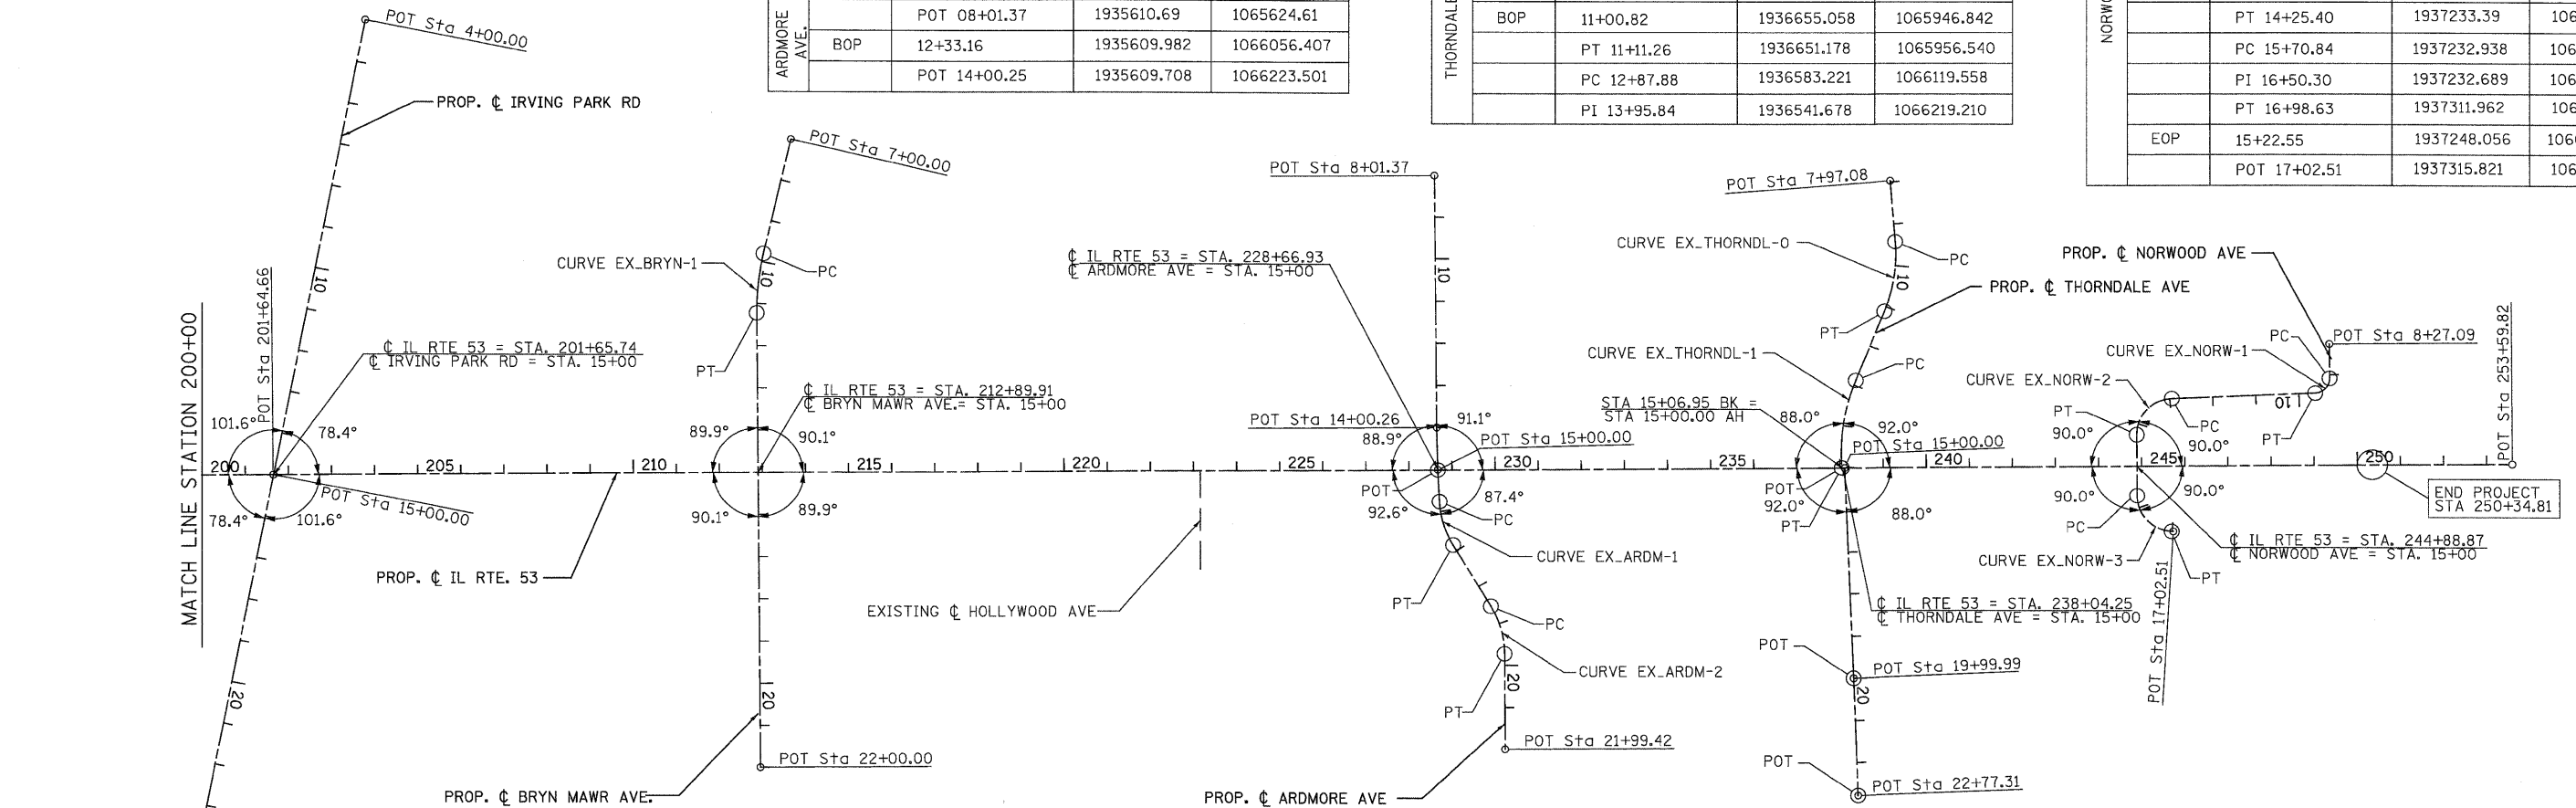 ARDMORE AVE.
POT 08+01.37 1935610.69 1065624.61
BOP 12+33.16 1935609.982 1066056.407
POT 14+00.25 1935609.708 1066223.501
THORNDALE
BOP 11+00.82 1936655.058 1065946.842
PT 11+11.26 1936651.178 1065956.540
PC 12+87.88 1936583.221 1066119.558
PI 13+95.84 1936541.678 1066219.210
PT 14+25.40 1937233.39
PC 15+70.84 1937232.938
PI 16+50.30 1937232.689
PT 16+98.63 1937311.962
EOP 15+22.55 1937248.056
POT 17+02.51 1937315.821
POT Sta 4+00.00
PROP. ℄ IRVING PARK RD
10
POT Sta 201+64.66
MATCH LINE STATION 200+00
℄ IL RTE 53 = STA. 201+65.74
℄ IRVING PARK RD = STA. 15+00
101.6°
78.4°
78.4°
101.6°
POT Sta 15+00.00
20
200
205
210
215
220
225
230
235
240
245
250
PROP. ℄ IL RTE. 53
POT Sta 7+00.00
CURVE EX_BRYN-1
PC
10
PT
℄ IL RTE 53 = STA. 212+89.91
℄ BRYN MAWR AVE.= STA. 15+00
89.9°
90.1°
90.1°
89.9°
20
POT Sta 22+00.00
PROP. ℄ BRYN MAWR AVE.
EXISTING ℄ HOLLYWOOD AVE
POT Sta 8+01.37
℄ IL RTE 53 = STA. 228+66.93
℄ ARDMORE AVE = STA. 15+00
10
POT Sta 14+00.26
91.1°
88.9°
POT Sta 15+00.00
POT
87.4°
92.6°
PC
CURVE EX_ARDM-1
PT
PC
CURVE EX_ARDM-2
20
PT
POT Sta 21+99.42
PROP. ℄ ARDMORE AVE
POT Sta 7+97.08
CURVE EX_THORNDL-0
PC
10
PROP. ℄ THORNDALE AVE
PT
CURVE EX_THORNDL-1
PC
STA 15+06.95 BK =
STA 15+00.00 AH
88.0°
92.0°
POT Sta 15+00.00
POT
92.0°
PT
88.0°
℄ IL RTE 53 = STA. 238+04.25
℄ THORNDALE AVE = STA. 15+00
POT
POT Sta 19+99.99
20
POT
POT Sta 22+77.31
PROP. ℄ NORWOOD AVE
PC
POT Sta 8+27.09
CURVE EX_NORW-1
CURVE EX_NORW-2
PT
PC
10
PT
90.0°
90.0°
90.0°
90.0°
PC
CURVE EX_NORW-3
PT
℄ IL RTE 53 = STA. 244+88.87
℄ NORWOOD AVE = STA. 15+00
POT Sta 17+02.51
POT Sta 253+59.82
END PROJECT
STA 250+34.81